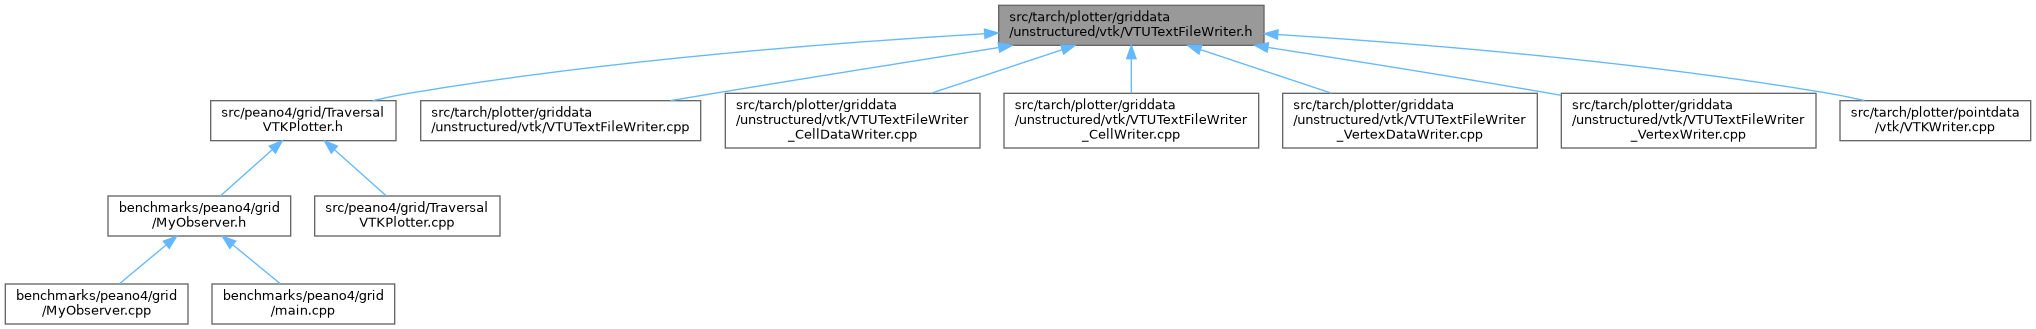 src/tarch/plotter/griddata
/unstructured/vtk/VTUTextFileWriter.h
src/peano4/grid/Traversal
VTKPlotter.h
src/tarch/plotter/griddata
/unstructured/vtk/VTUTextFileWriter.cpp
src/tarch/plotter/griddata
/unstructured/vtk/VTUTextFileWriter
_CellDataWriter.cpp
src/tarch/plotter/griddata
/unstructured/vtk/VTUTextFileWriter
_CellWriter.cpp
src/tarch/plotter/griddata
/unstructured/vtk/VTUTextFileWriter
_VertexDataWriter.cpp
src/tarch/plotter/griddata
/unstructured/vtk/VTUTextFileWriter
_VertexWriter.cpp
src/tarch/plotter/pointdata
/vtk/VTKWriter.cpp
benchmarks/peano4/grid
/MyObserver.h
src/peano4/grid/Traversal
VTKPlotter.cpp
benchmarks/peano4/grid
/MyObserver.cpp
benchmarks/peano4/grid
/main.cpp